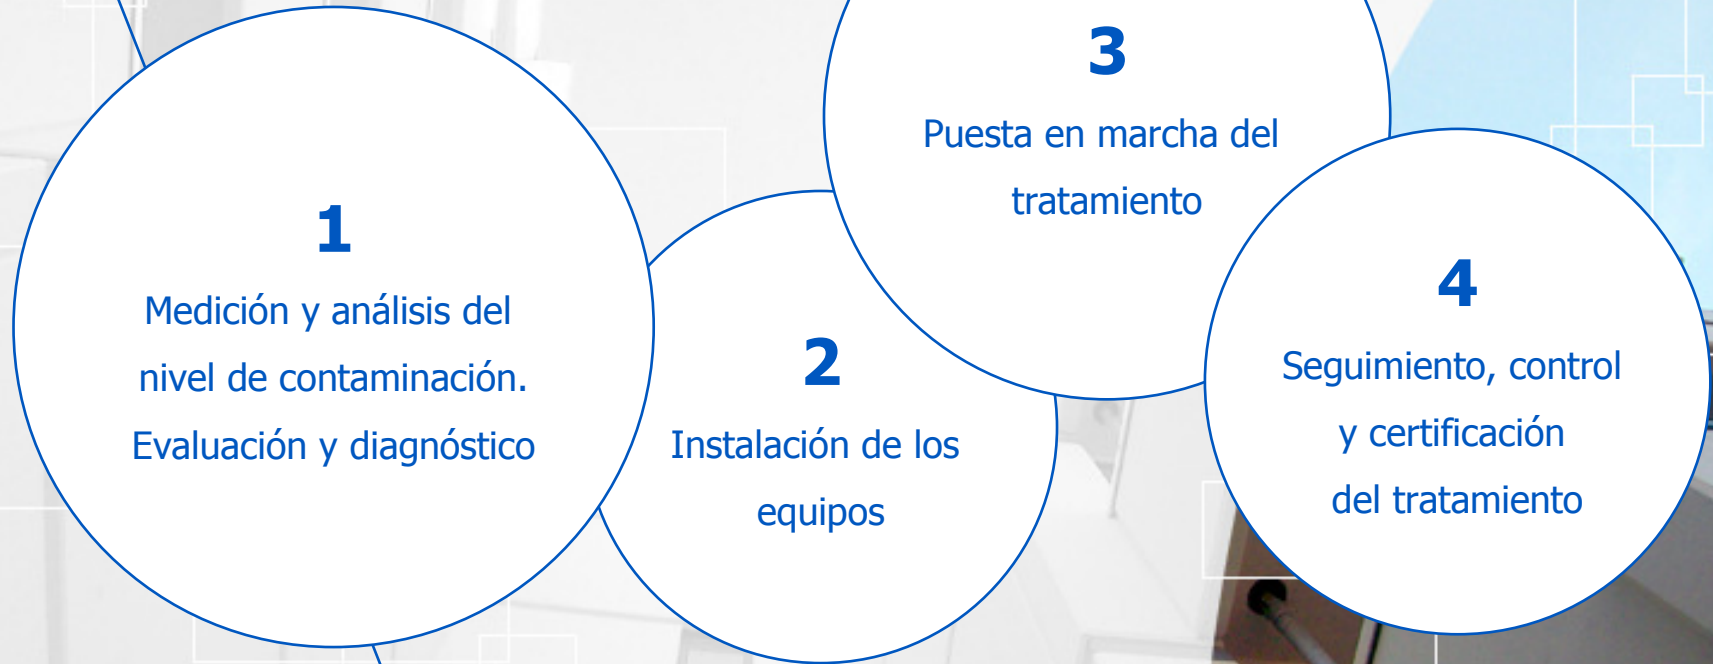 1
Medición y análisis del
nivel de contaminación.
Evaluación y diagnóstico
2
Instalación de los
equipos
3
Puesta en marcha del
tratamiento
4
Seguimiento, control
y certificación
del tratamiento